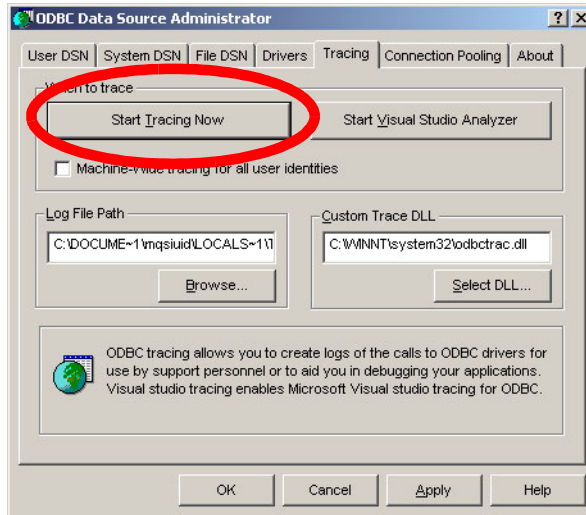 ODBC Data Source Administrator
User DSN System DSN File DSN Drivers Tracing Connection Pooling About
When to trace
Start Tracing Now Start Visual Studio Analyzer
Machine-Wide tracing for all user identities
Log File Path Custom Trace DLL
C:\DOCUME~1\mqsiuid\LOCALS~1\T C:\WINNT\system32\odbctrac.dll
Browse... Select DLL...
ODBC tracing allows you to create logs of the calls to ODBC drivers for
use by support personnel or to aid you in debugging your applications.
Visual studio tracing enables Microsoft Visual studio tracing for ODBC.
OK Cancel Apply Help